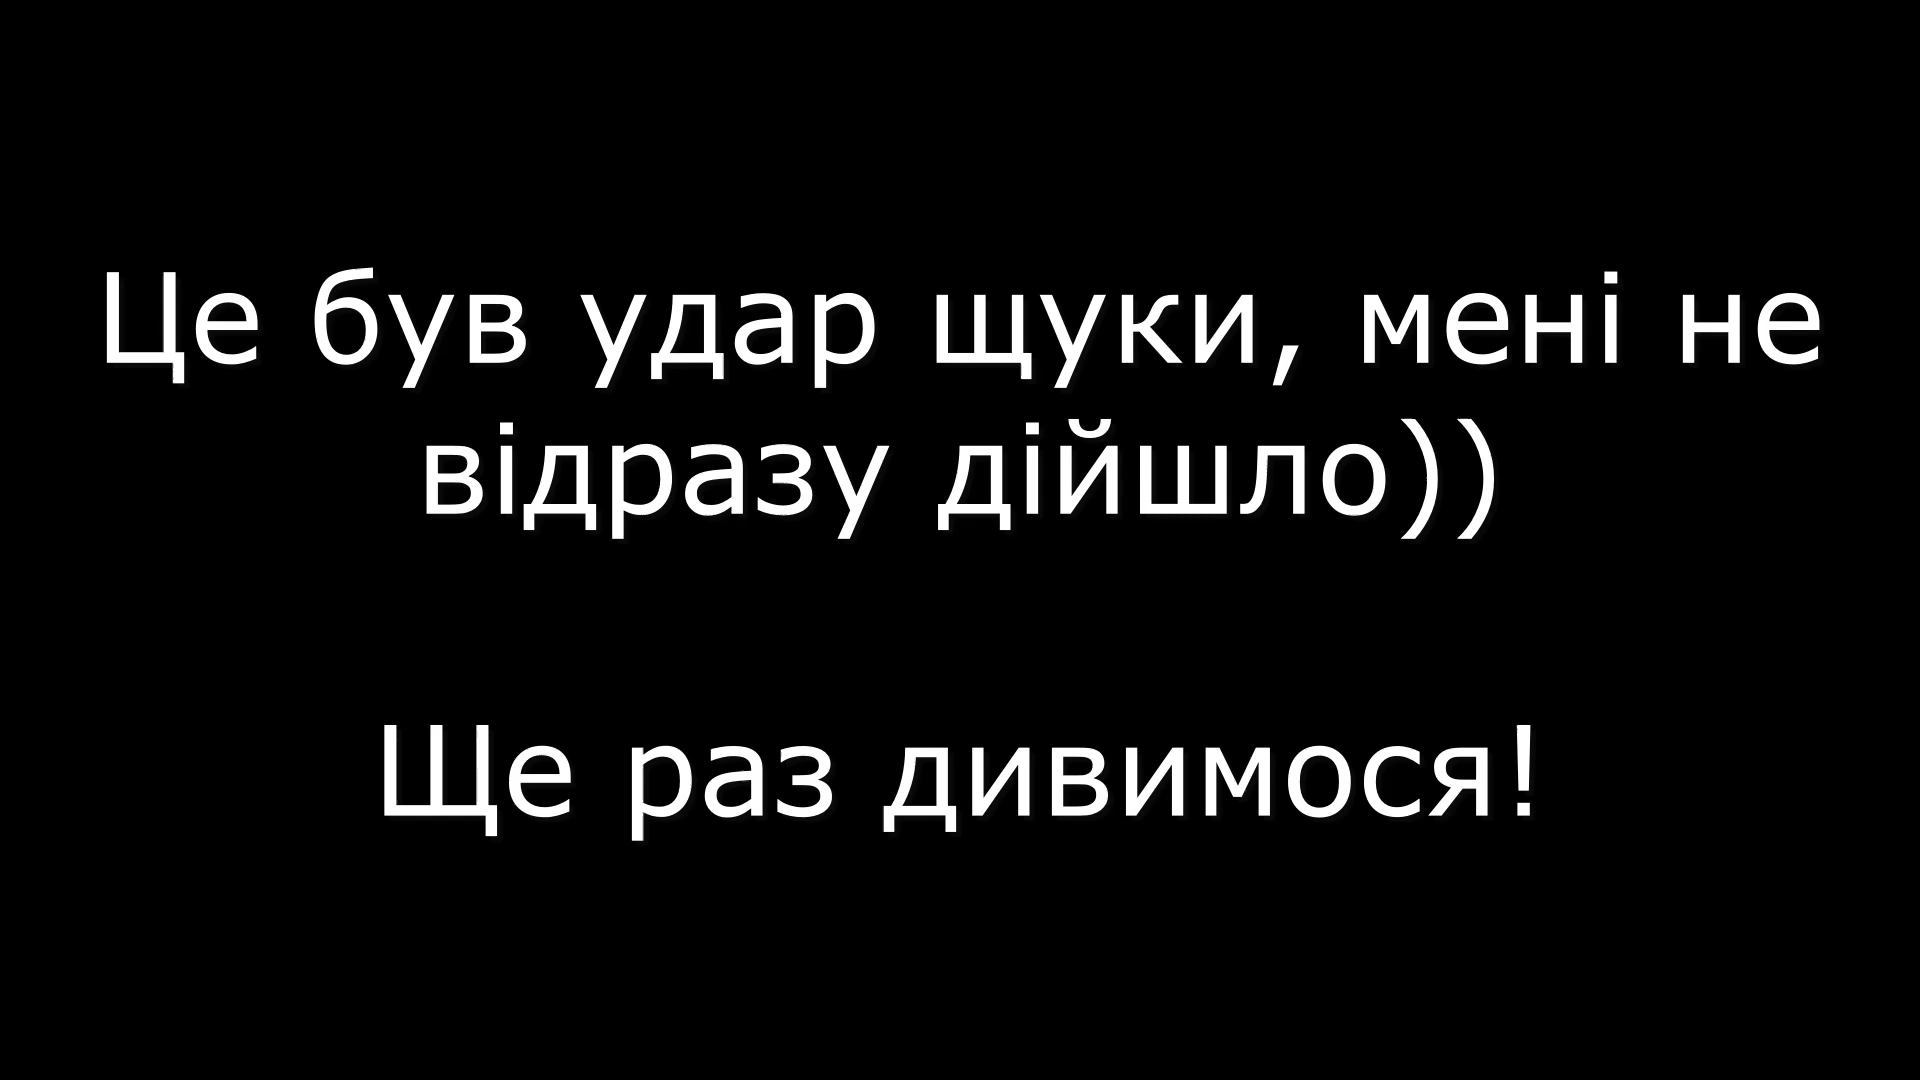 Це був удар щуки, мені не
відразу дійшло))
Ще раз дивимося!